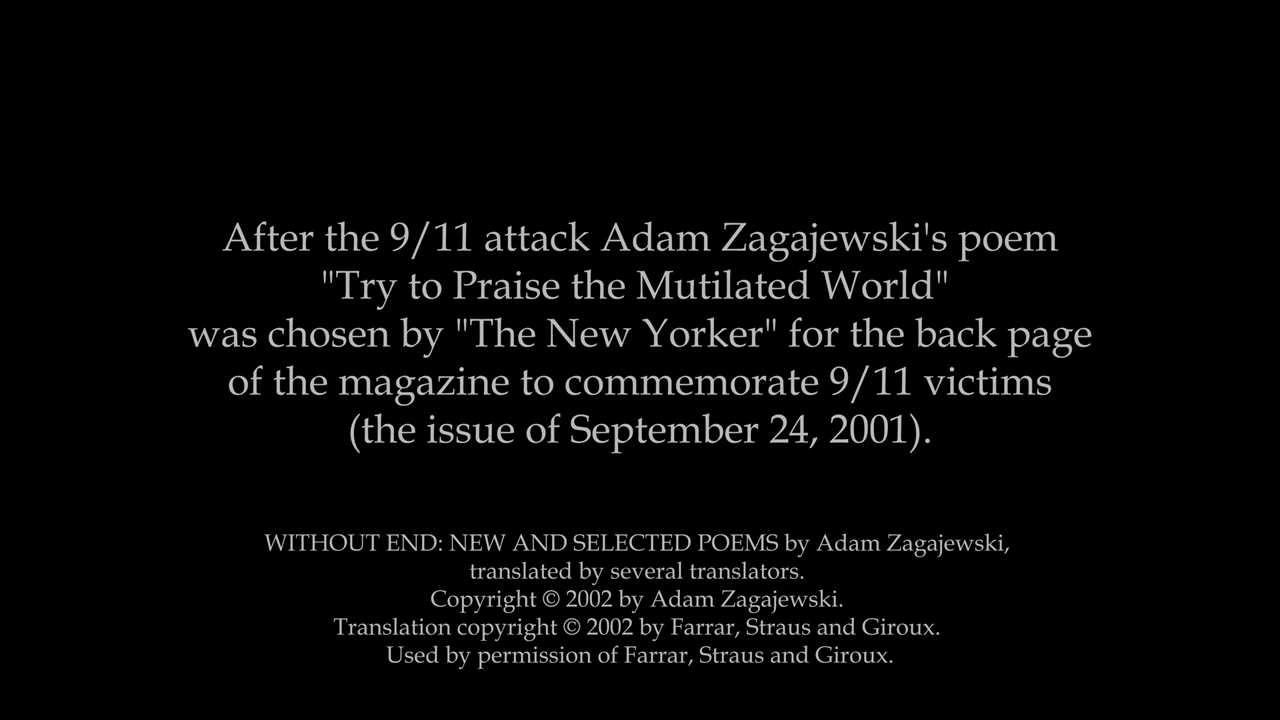 After the 9/11 attack Adam Zagajewski's poem
"Try to Praise the Mutilated World"
was chosen by "The New Yorker" for the back page
of the magazine to commemorate 9/11 victims
(the issue of September 24, 2001).
WITHOUT END: NEW AND SELECTED POEMS by Adam Zagajewski,
translated by several translators.
Copyright © 2002 by Adam Zagajewski.
Translation copyright © 2002 by Farrar, Straus and Giroux.
Used by permission of Farrar, Straus and Giroux.